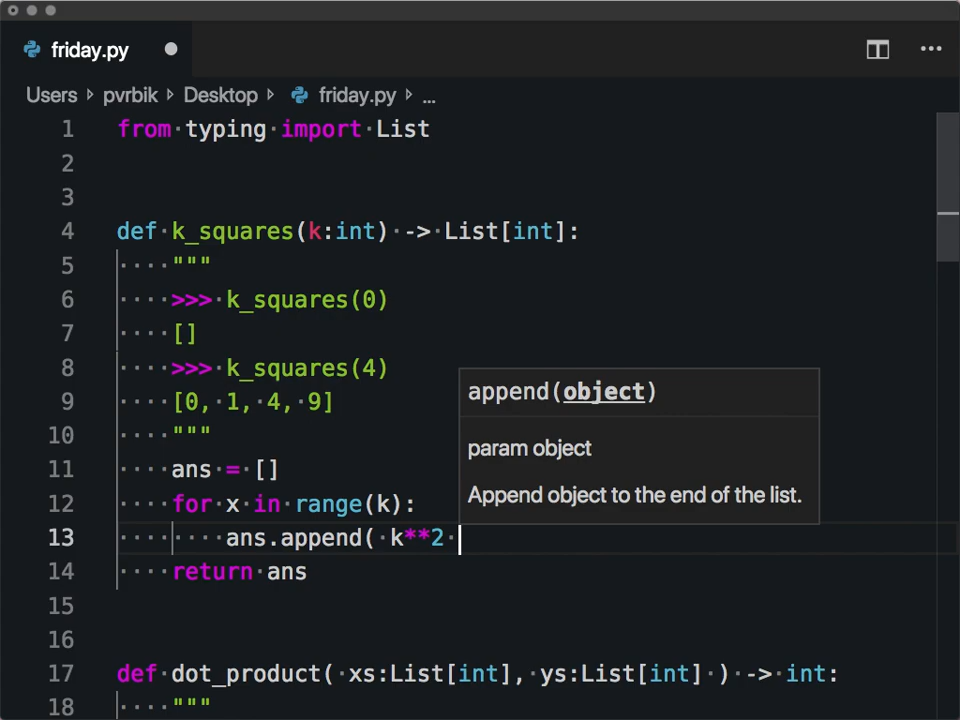 friday.py
Users pvrbik Desktop friday.py ...
1 from typing import List
2
3
4 def k_squares(k:int) -> List[int]:
5     """
6     >>> k_squares(0)
7     []
8     >>> k_squares(4)
9     [0, 1, 4, 9]
10     """
11     ans = []
12     for x in range(k):
13         ans.append( k**2
14     return ans
15
16
17 def dot_product( xs:List[int], ys:List[int] ) -> int:
18     """
append(object)
param object
Append object to the end of the list.